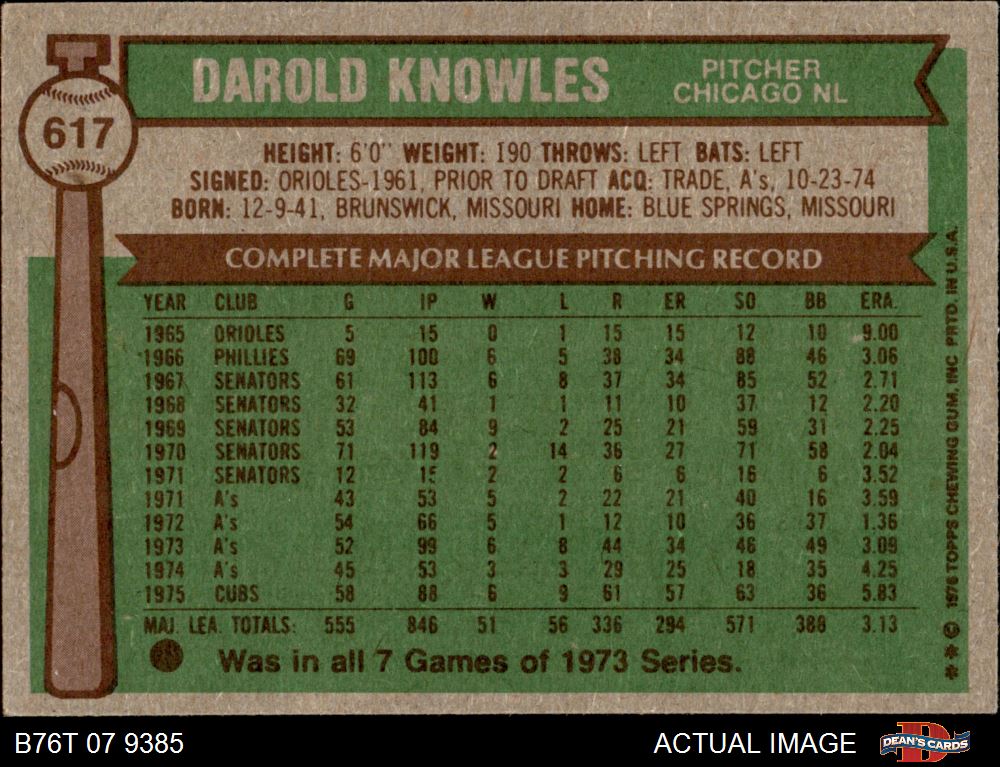 DAROLD KNOWLES
PITCHER
CHICAGO NL
617
HEIGHT: 6'0" WEIGHT: 190 THROWS: LEFT BATS: LEFT
SIGNED: ORIOLES-1961, PRIOR TO DRAFT ACQ: TRADE, A's, 10-23-74
BORN: 12-9-41, BRUNSWICK, MISSOURI HOME: BLUE SPRINGS, MISSOURI
COMPLETE MAJOR LEAGUE PITCHING RECORD
YEAR CLUB G IP W L R ER SO BB ERA.
1965 ORIOLES 5 15 0 1 15 15 12 10 9.00
1966 PHILLIES 69 100 6 5 38 34 88 46 3.06
1967 SENATORS 61 113 6 8 37 34 85 52 2.71
1968 SENATORS 32 41 1 1 11 10 37 12 2.20
1969 SENATORS 53 84 9 2 25 21 59 31 2.25
1970 SENATORS 71 119 2 14 36 27 71 58 2.04
1971 SENATORS 12 15 2 2 6 6 16 6 3.52
1971 A's 43 53 5 2 22 21 40 16 3.59
1972 A's 54 66 5 1 12 10 36 37 1.36
1973 A's 52 99 6 8 44 34 46 49 3.09
1974 A's 45 53 3 3 29 25 18 35 4.25
1975 CUBS 58 88 6 9 61 57 63 36 5.83
MAJ. LEA. TOTALS: 555 846 51 56 336 294 571 388 3.13
Was in all 7 Games of 1973 Series.
*** © 1976 TOPPS CHEWING GUM, INC PRTD. IN U.S.A.
B76T 07 9385
ACTUAL IMAGE
D
DEAN'S CARDS